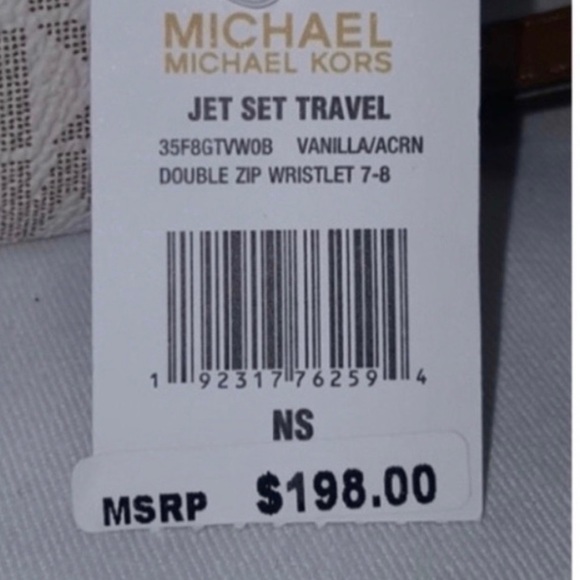 MICHAEL
MICHAEL KORS
JET SET TRAVEL
35F8GTVW0B VANILLA/ACRN
DOUBLE ZIP WRISTLET 7-8
1 92317 76259 4
NS
MSRP $198.00